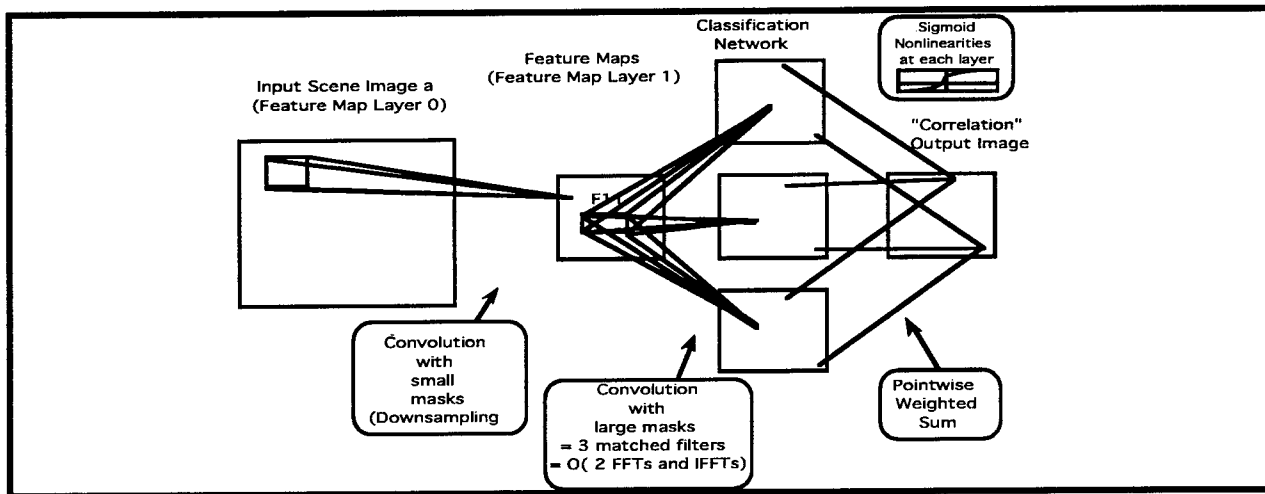 Classification
Network
Sigmoid
Nonlinearities
at each layer
Feature Maps
(Feature Map Layer 1)
Input Scene Image a
(Feature Map Layer 0)
"Correlation"
Output Image
F1
Convolution
with
small
masks
(Downsampling
Convolution
with
large masks
= 3 matched filters
= O( 2 FFTs and IFFTs)
Pointwise
Weighted
Sum